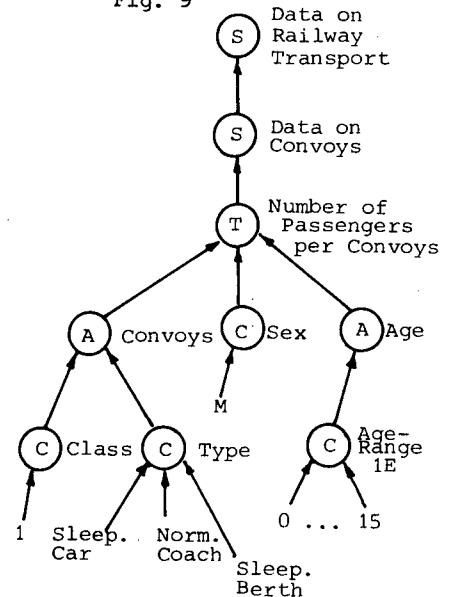 Fig. 9
S Data on
Railway
Transport
S Data on
Convoys
T Number of
Passengers
per Convoys
A Convoys C Sex A Age
M
C Class C Type C Age-
Range
1E
1 Sleep.
Car
Norm.
Coach
Sleep.
Berth
0 ... 15